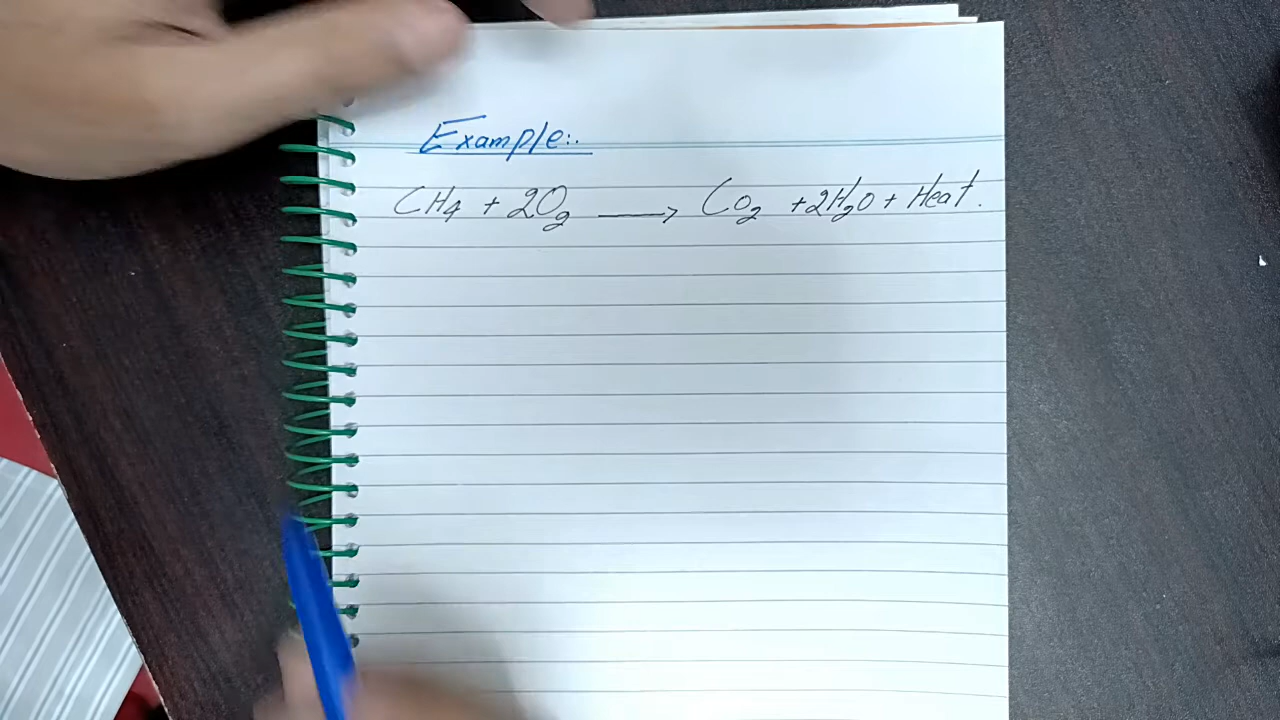 Example:.
CH4 + 2O2 ⟶ Co2 +2H2O + Heat.